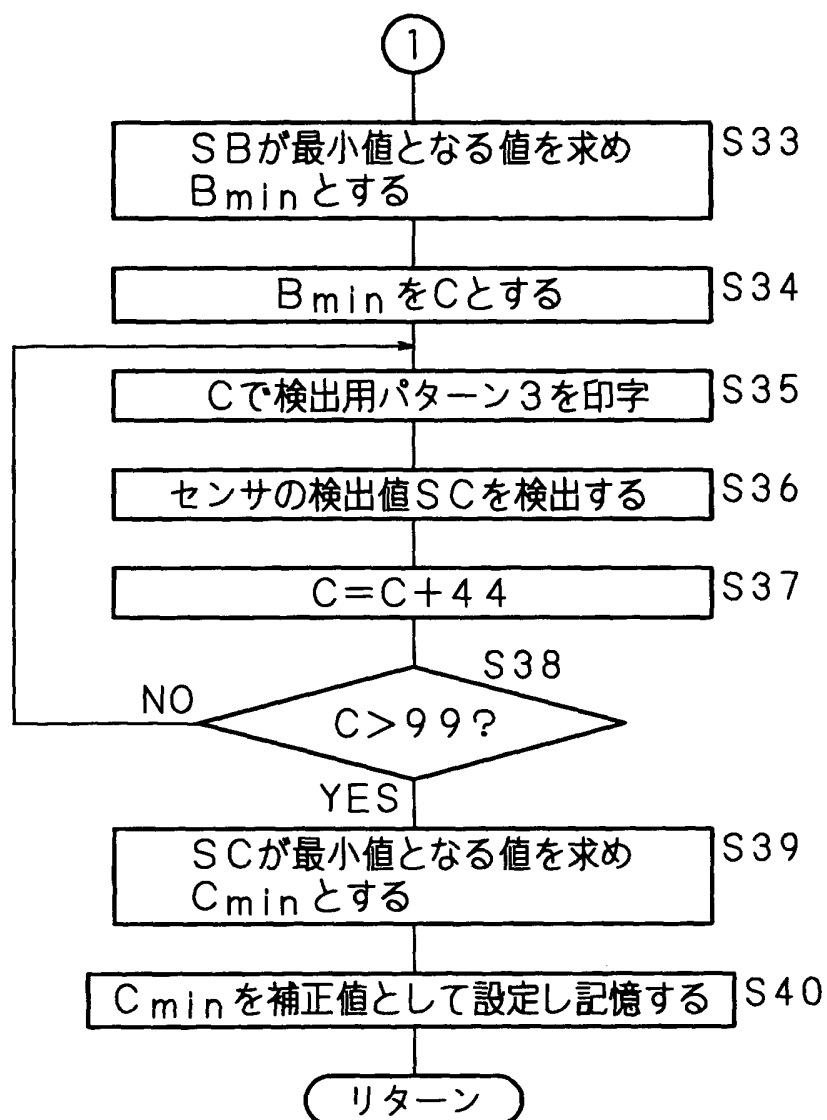 1
SBが最小値となる値を求め
Bminとする
S33
BminをCとする
S34
Cで検出用パターン3を印字
S35
センサの検出値SCを検出する
S36
C=C+44
S37
S38
NO
C>99?
YES
SCが最小値となる値を求め
Cminとする
S39
Cminを補正値として設定し記憶する
S40
リターン